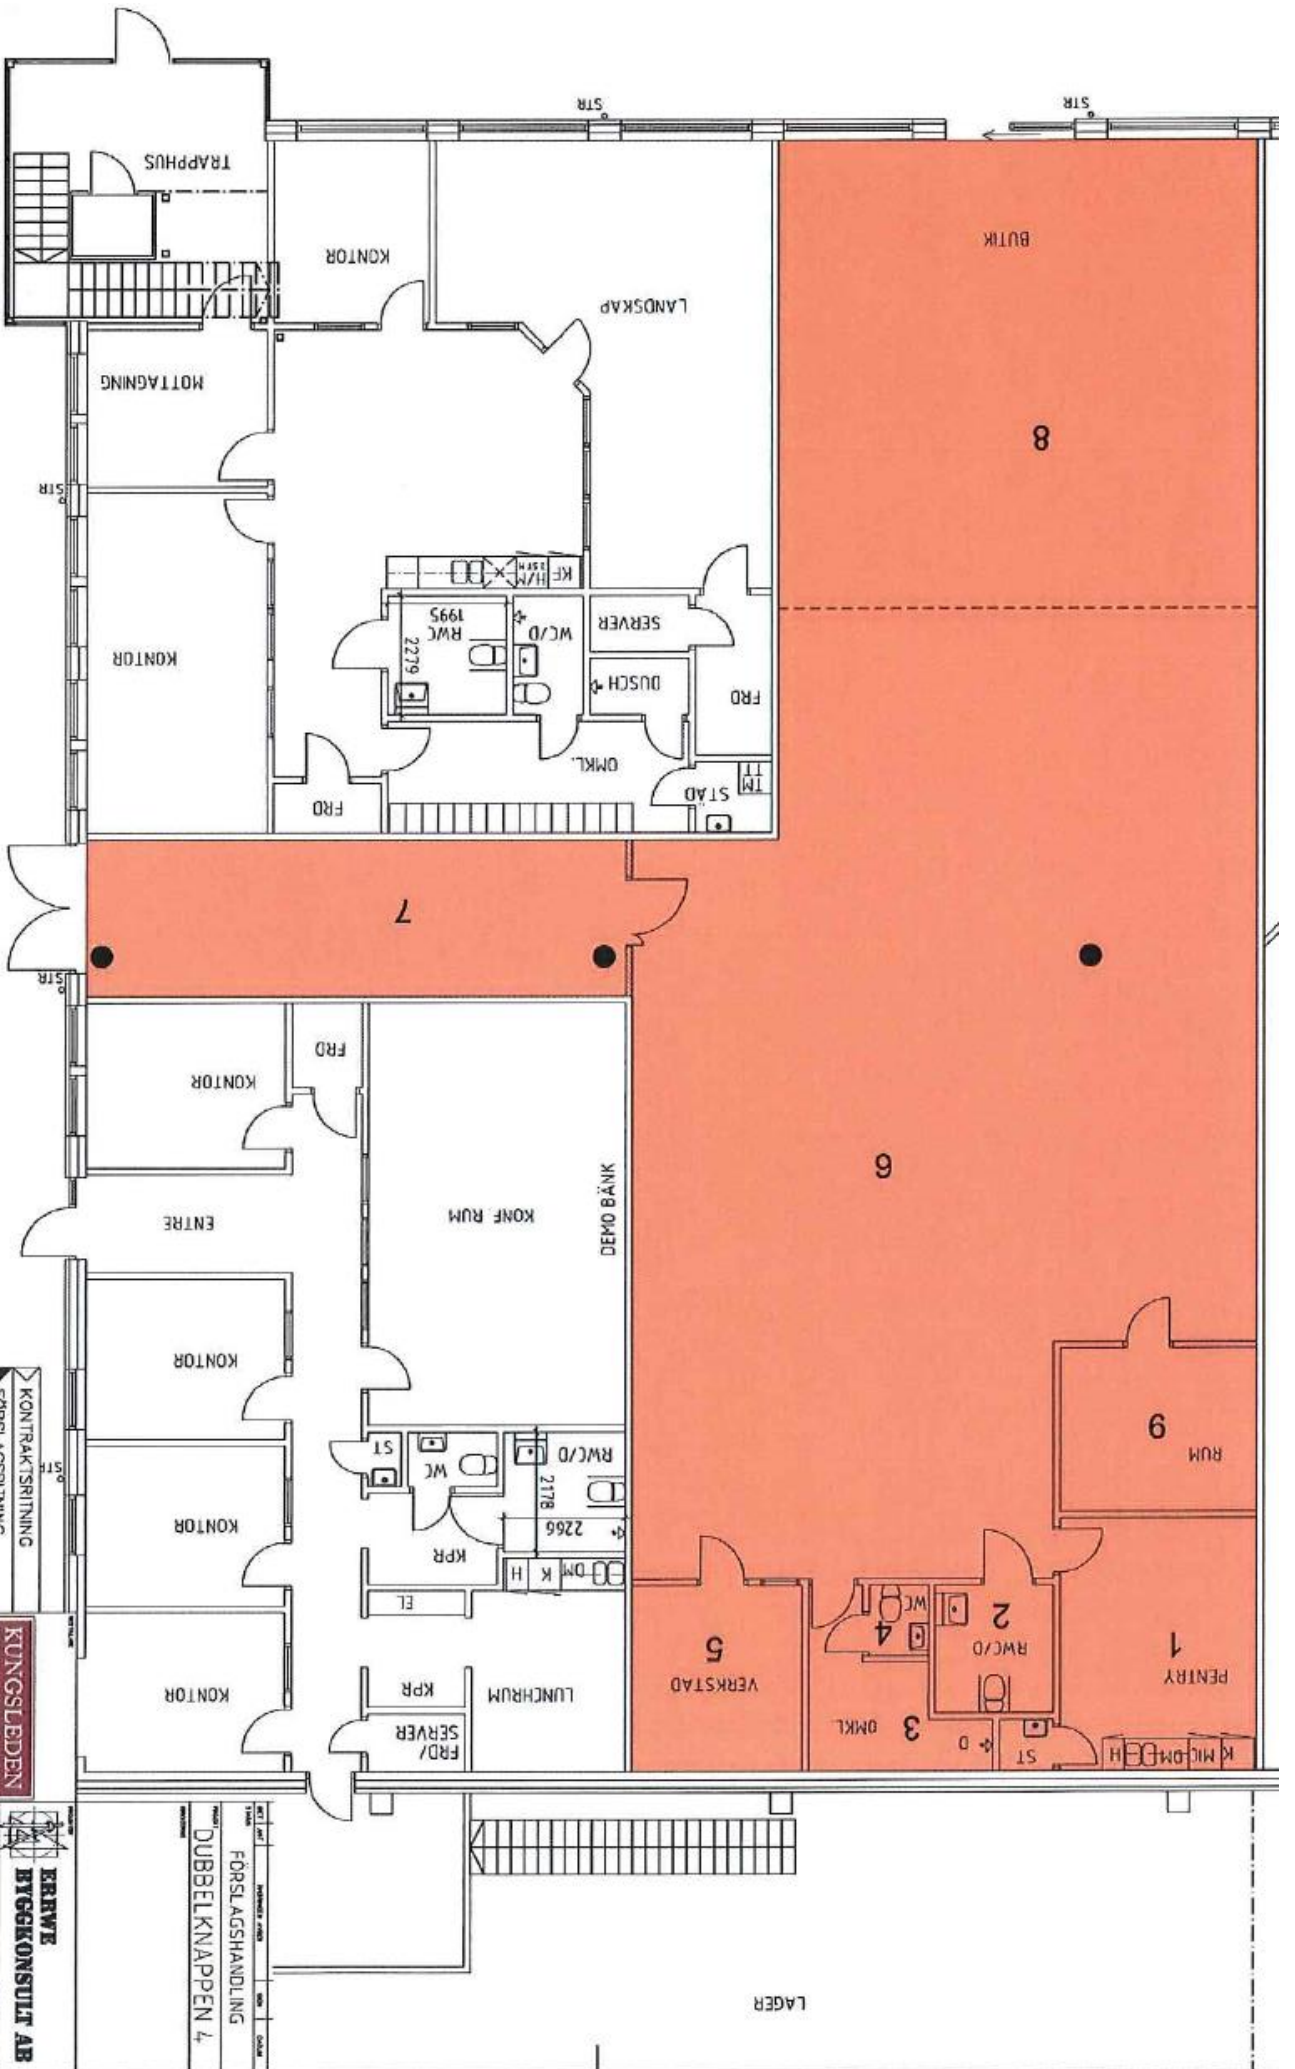 STR
STR
TRAPPHUS
KONTOR
LANDSKAP
BUTIK
MOTTAGNING
8
STR
KF
H/M
1995
RWC
WC/D
SERVER
2279
DUSCH
KONTOR
FRD
OMKL.
STÄD
TM
TT
FRD
7
STR
FRD
KONTOR
6
KONF RUM
DEMO BÄNK
ENTRE
KONTOR
9
RUM
ST
WC
RWC/D
2178
2266
STR
KONTOR
KPR
H
K
DM
EL
WC
4
2
RWC/D
5
VERKSTAD
1
PENTRY
KPR
LUNCHRUM
KONTOR
OMKL
3
FRD/
SERVER
D
ST
H
DM
MIC
K
KONTRAKTSRITNING
KUNGSLEDEN
FÖRSLAGSHANDLING
DUBBELKNAPPEN 4
ERRWE
BYGGKONSULT AB
LAGER